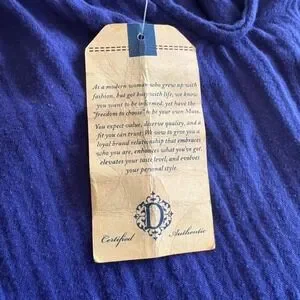 As a modern woman who grew up with
fashion, but got busy with life, we know
you want to be informed, yet have the
"freedom to choose" to be your own Muse.
You expect value, diverse quality, and a
fit you can trust. We vow to give you a
loyal brand relationship that embraces
who you are, enhances what you've got,
elevates your taste level, and evolves
your personal style.
D
Certified Authentic